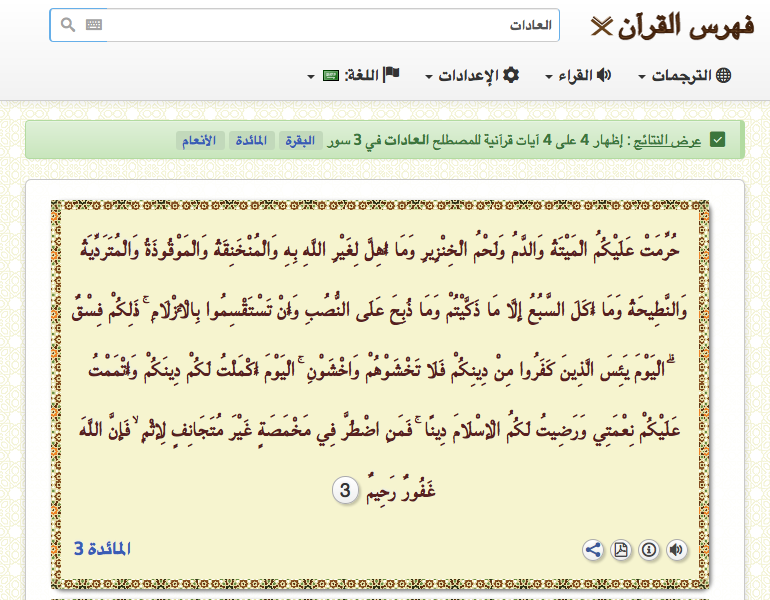 فهرس القرآن
العادات
الترجمات
القراء
الإعدادات
اللغة:
عرض النتائج : إظهار 4 على 4 آيات قرآنية للمصطلح العادات في 3 سور البقرة المائدة الأنعام
حُرِّمَتْ عَلَيْكُمُ الْمَيْتَةُ وَالدَّمُ وَلَحْمُ الْخِنْزِيرِ وَمَا أُهِلَّ لِغَيْرِ اللَّهِ بِهِ وَالْمُنْخَنِقَةُ وَالْمَوْقُوذَةُ وَالْمُتَرَدِّيَةُ
وَالنَّطِيحَةُ وَمَا أَكَلَ السَّبُعُ إِلَّا مَا ذَكَّيْتُمْ وَمَا ذُبِحَ عَلَى النُّصُبِ وَأَنْ تَسْتَقْسِمُوا بِالْأَزْلَامِ ۚ ذَلِكُمْ فِسْقٌ
ۗ الْيَوْمَ يَئِسَ الَّذِينَ كَفَرُوا مِنْ دِينِكُمْ فَلَا تَخْشَوْهُمْ وَاخْشَوْنِ ۚ الْيَوْمَ أَكْمَلْتُ لَكُمْ دِينَكُمْ وَأَتْمَمْتُ
عَلَيْكُمْ نِعْمَتِي وَرَضِيتُ لَكُمُ الْإِسْلَامَ دِينًا ۚ فَمَنِ اضْطُرَّ فِي مَخْمَصَةٍ غَيْرَ مُتَجَانِفٍ لِإِثْمٍ ۙ فَإِنَّ اللَّهَ
غَفُورٌ رَحِيمٌ 3
المائدة 3